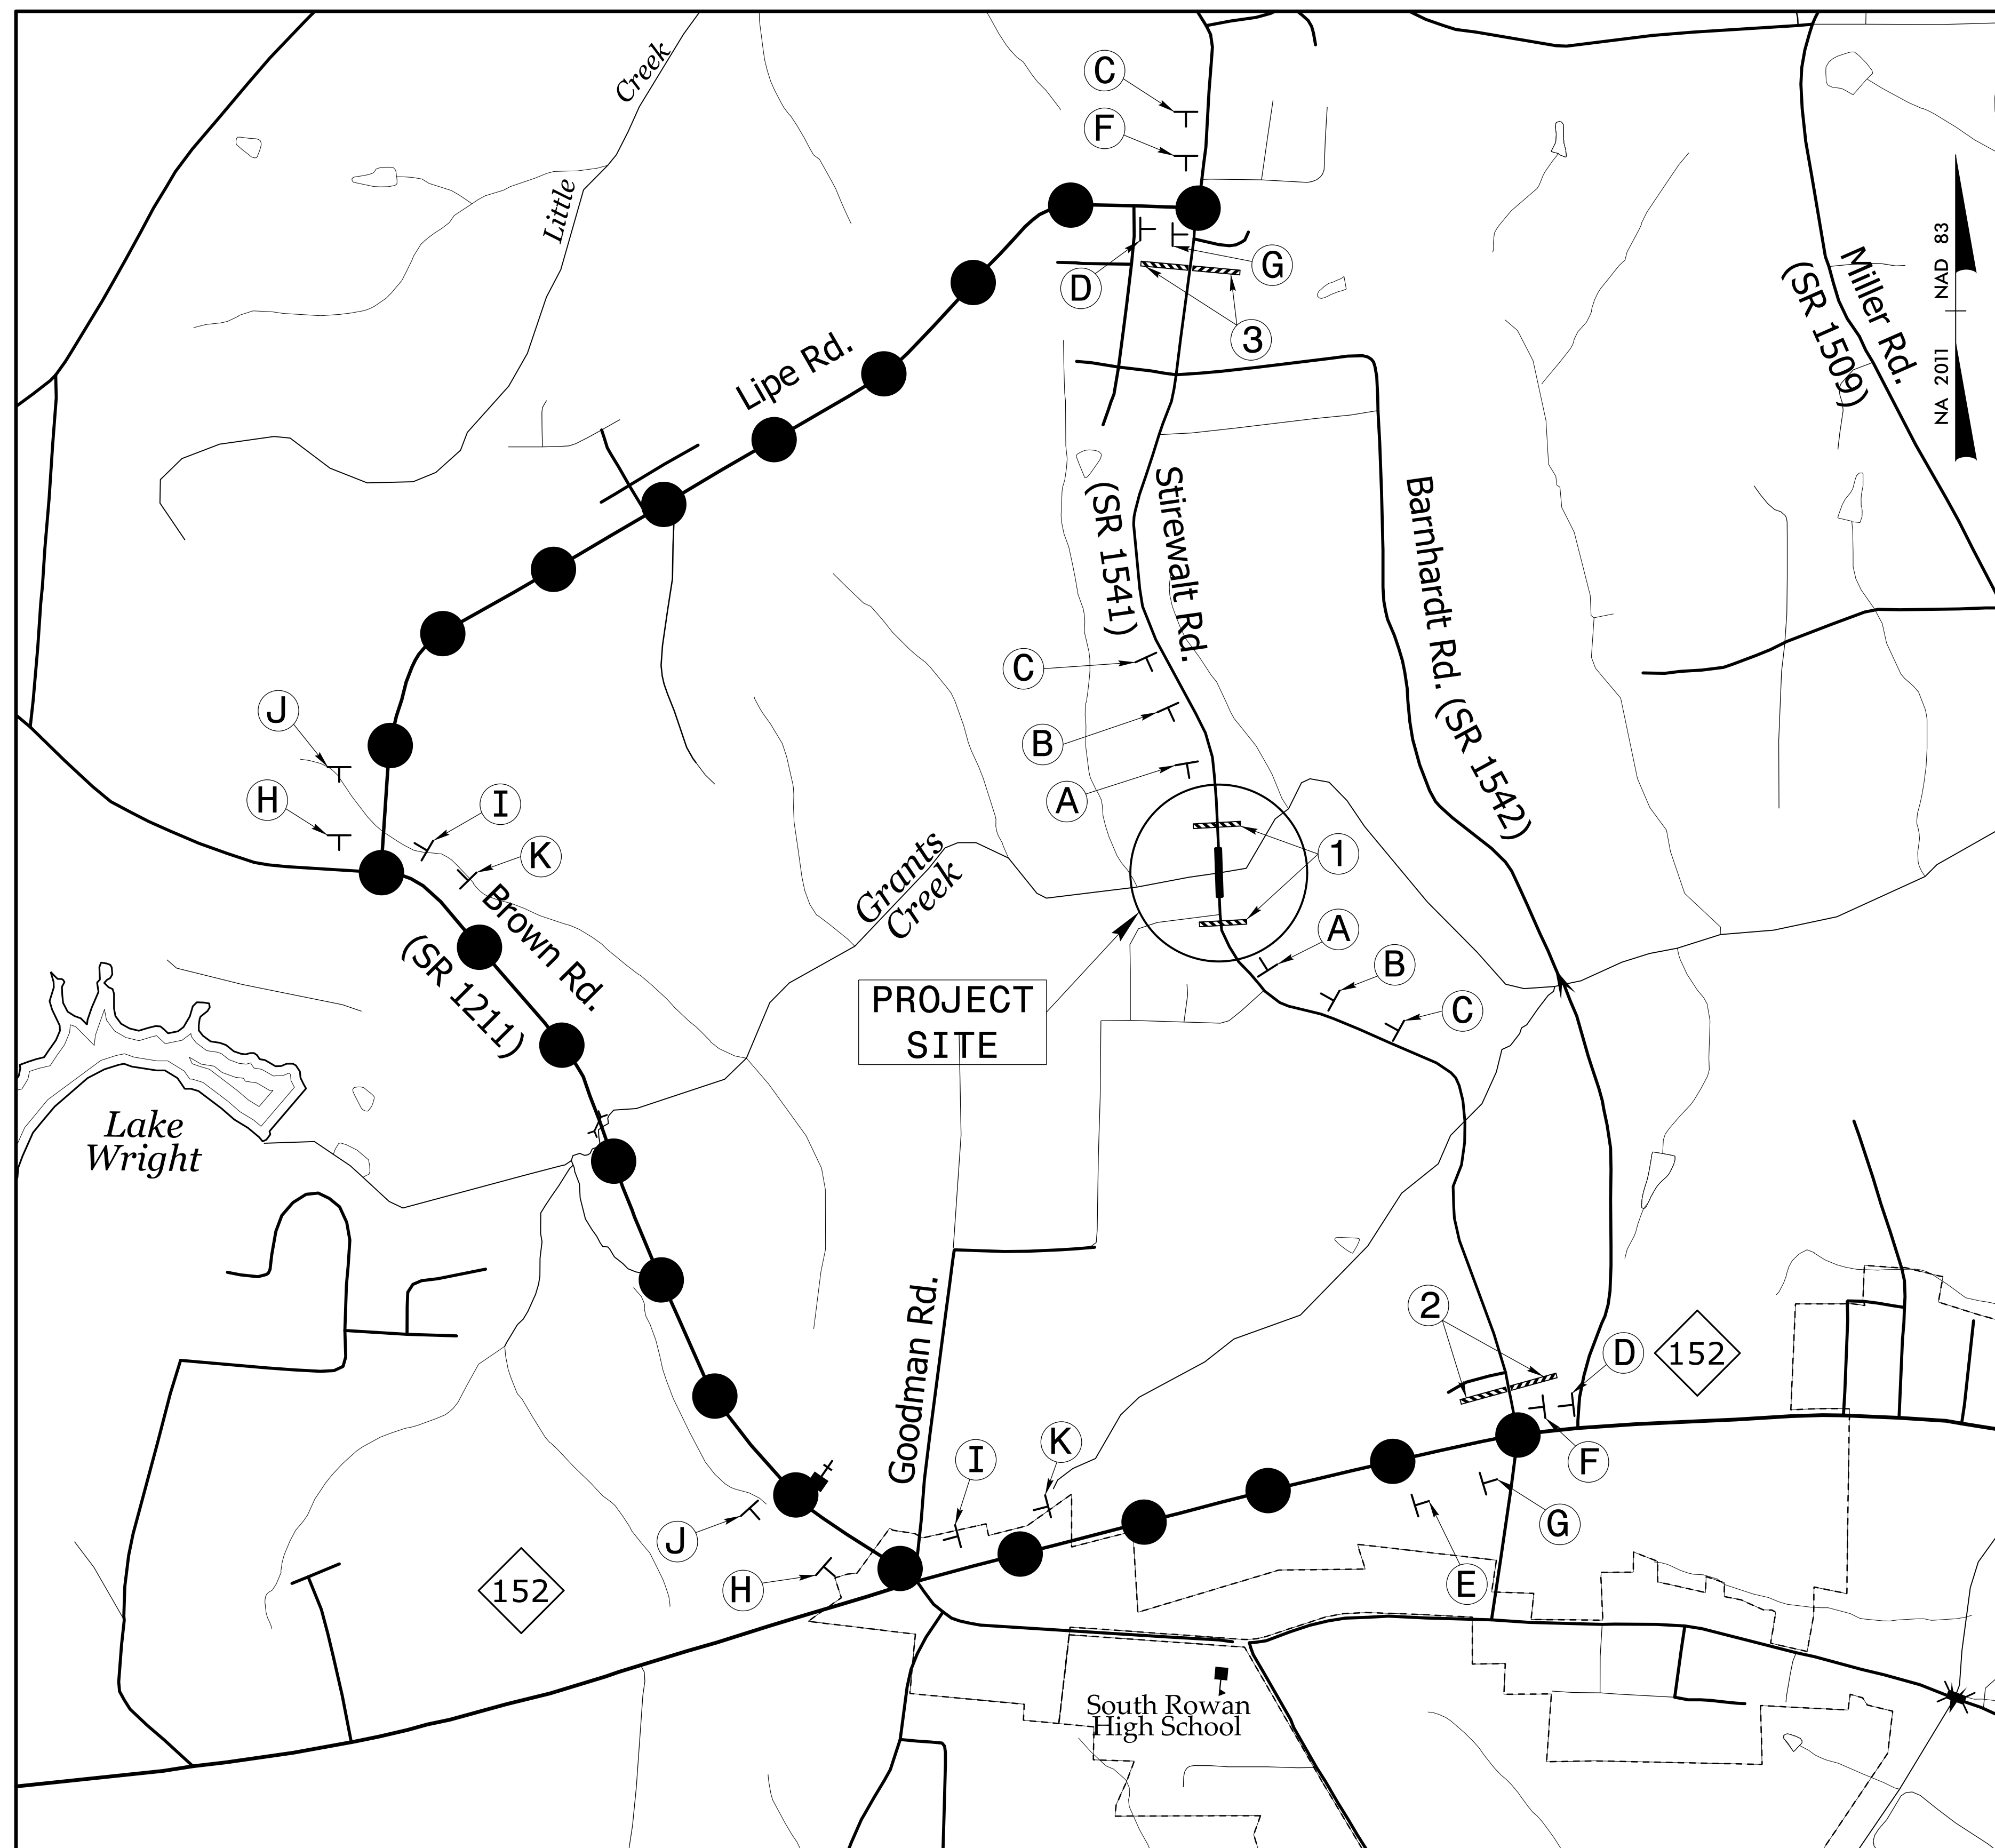 Creek
C
F
Little
G
D
3
NAD 83
NA 2011
Miller Rd.
(SR 1509)
Lipe Rd.
Stirewalt Rd.
(SR 1541)
Barnhardt Rd. (SR 1542)
C
B
A
J
H
I
K
Brown Rd.
(SR 1211)
Grants
Creek
1
A
B
C
PROJECT
SITE
Lake
Wright
Goodman Rd.
2
D
152
F
G
E
I
K
J
H
152
South Rowan
High School